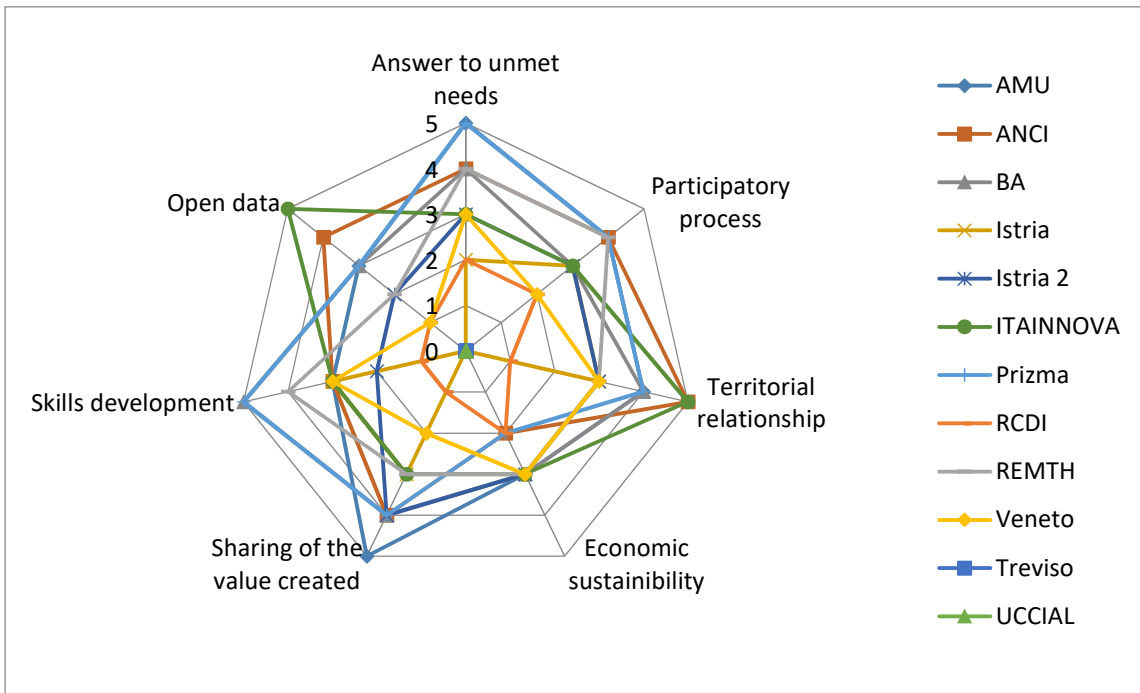 Answer to unmet
needs
Participatory
process
Territorial
relationship
Economic
sustainibility
Sharing of the
value created
Skills development
Open data
5
4
3
2
1
0
AMU
ANCI
BA
Istria
Istria 2
ITAINNOVA
Prizma
RCDI
REMTH
Veneto
Treviso
UCCIAL